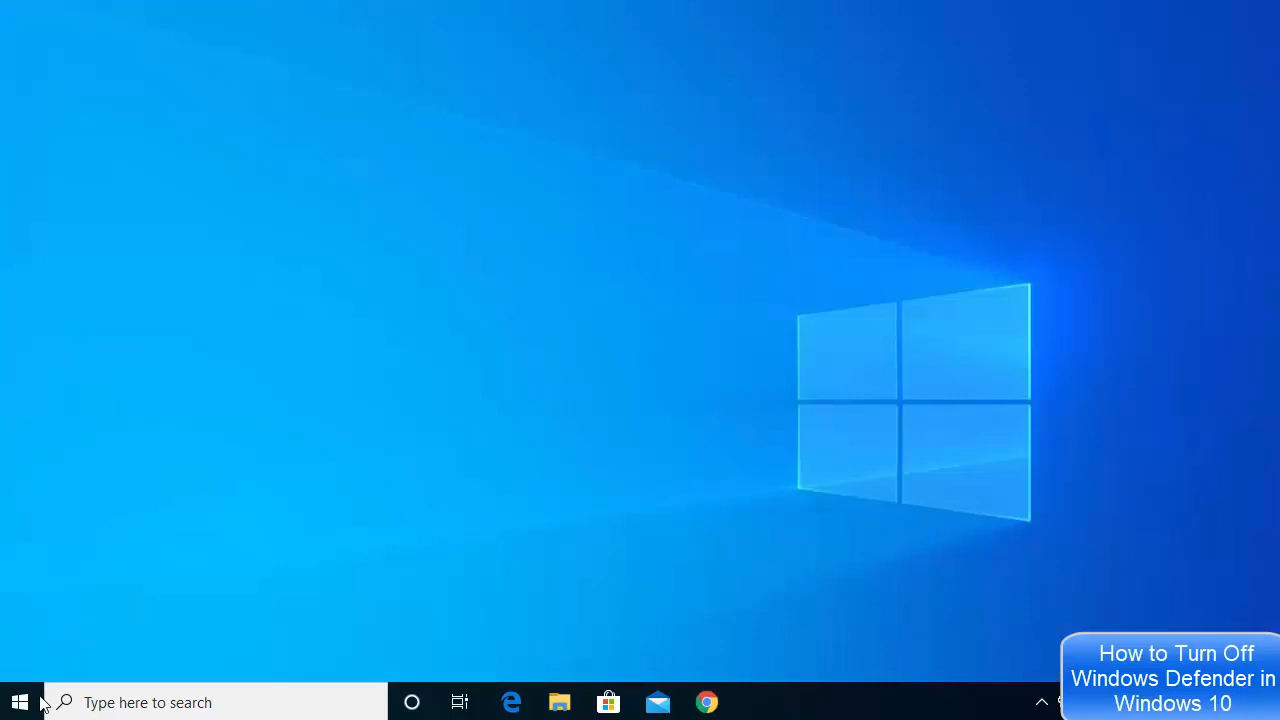 Type here to search
How to Turn Off
Windows Defender in
Windows 10